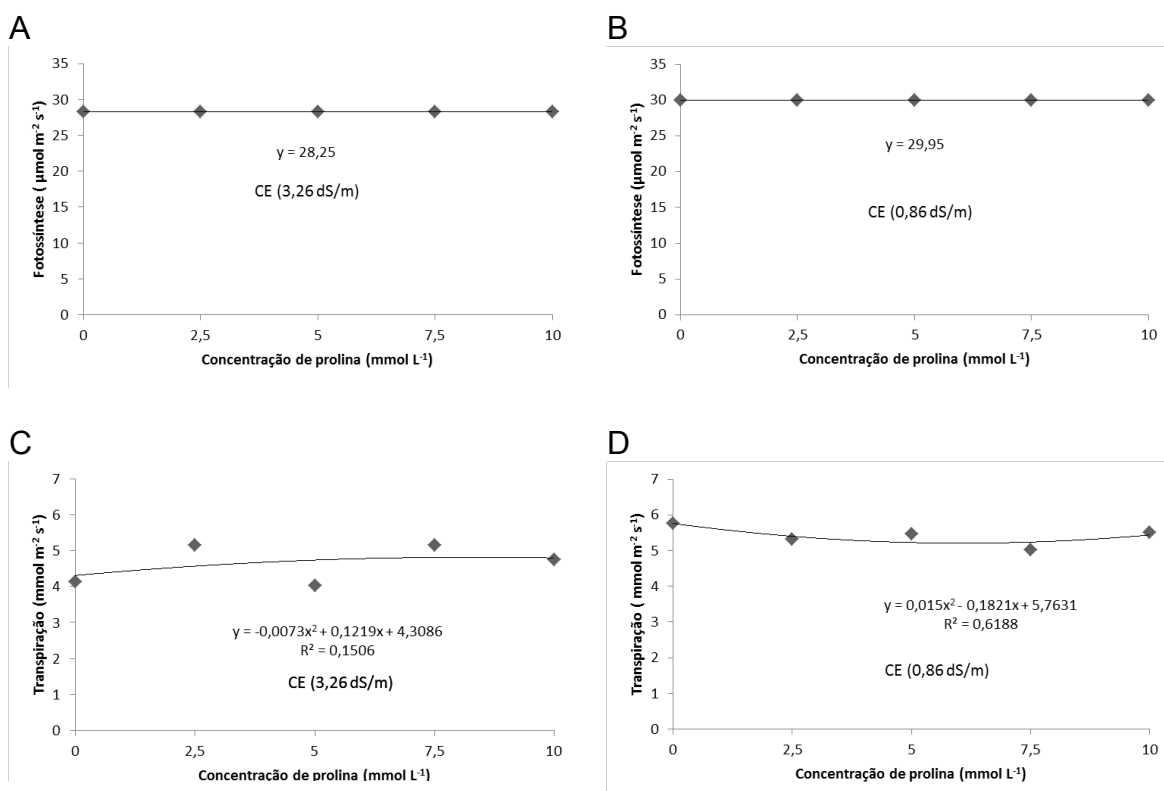 A
Fotossíntese ( µmol m-2 s-1)
35
30
25
20
15
10
5
0
y = 28,25
CE (3,26 dS/m)
0 2,5 5 7,5 10
Concentração de prolina (mmol L-1)
B
Fotossíntese (µmol m-2 s-1)
35
30
25
20
15
10
5
0
y = 29,95
CE (0,86 dS/m)
0 2,5 5 7,5 10
Concentração de prolina (mmol L-1)
C
Transpiração (mmol m-2 s-1)
7
6
5
4
3
2
1
0
y = -0,0073x2 + 0,1219x + 4,3086
R2 = 0,1506
CE (3,26 dS/m)
0 2,5 5 7,5 10
Concentração de prolina (mmol L-1)
D
Transpiração ( mmol m-2 s-1)
7
6
5
4
3
2
1
0
y = 0,015x2 - 0,1821x + 5,7631
R2 = 0,6188
CE (0,86 dS/m)
0 2,5 5 7,5 10
Concentração de prolina (mmol L-1)